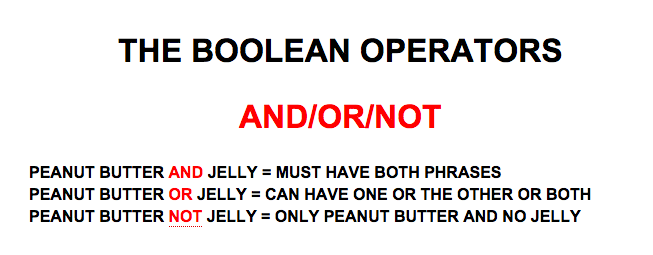 THE BOOLEAN OPERATORS
AND/OR/NOT
PEANUT BUTTER AND JELLY = MUST HAVE BOTH PHRASES
PEANUT BUTTER OR JELLY = CAN HAVE ONE OR THE OTHER OR BOTH
PEANUT BUTTER NOT JELLY = ONLY PEANUT BUTTER AND NO JELLY